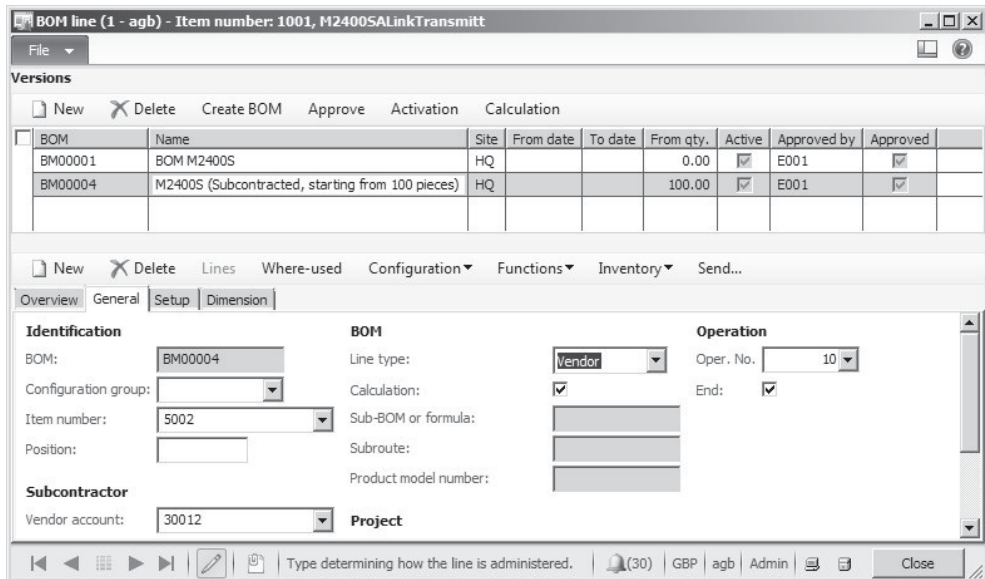 BOM line (1 - agb) - Item number: 1001, M2400SALinkTransmitt
File
Versions
New Delete Create BOM Approve Activation Calculation
BOM Name Site From date To date From qty. Active Approved by Approved
BM00001 BOM M2400S HQ 0.00 E001
BM00004 M2400S (Subcontracted, starting from 100 pieces) HQ 100.00 E001
New Delete Lines Where-used Configuration Functions Inventory Send...
Overview General Setup Dimension
Identification BOM Operation
BOM: BM00004 Line type: Vendor Oper. No. 10
Configuration group: Calculation: End:
Item number: 5002 Sub-BOM or formula:
Position: Subroute:
Product model number:
Subcontractor
Vendor account: 30012 Project
Type determining how the line is administered. (30) GBP agb Admin Close